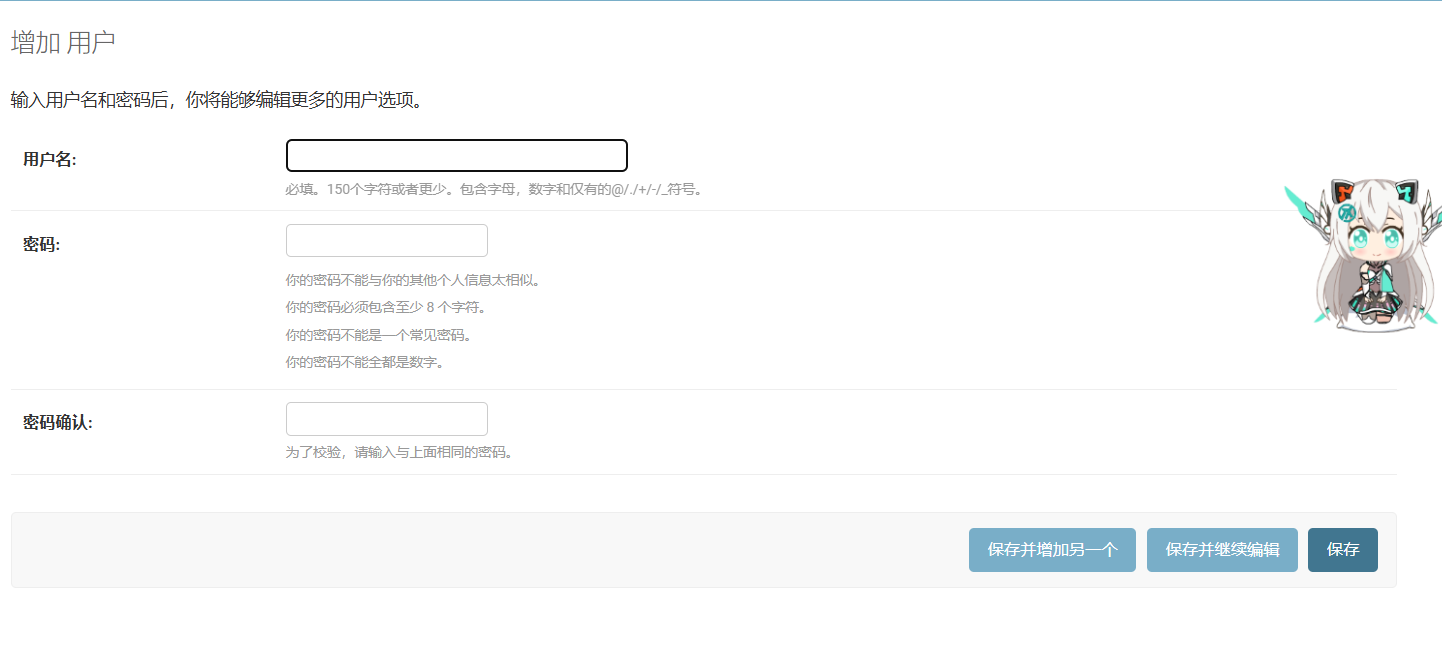 增加 用户
输入用户名和密码后，你将能够编辑更多的用户选项。
用户名:
必填。150个字符或者更少。包含字母，数字和仅有的@/./+/-/_符号。
密码:
你的密码不能与你的其他个人信息太相似。
你的密码必须包含至少 8 个字符。
你的密码不能是一个常见密码。
你的密码不能全都是数字。
密码确认:
为了校验，请输入与上面相同的密码。
保存并增加另一个
保存并继续编辑
保存